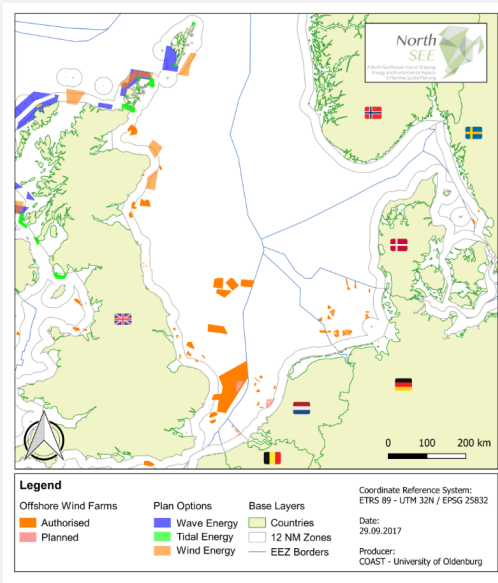 North
SEE
A North Sea Perspective on Shipping,
Energy and Environmental Aspects
in Maritime Spatial Planning
0 100 200 km
Legend
Offshore Wind Farms
Authorised
Planned
Plan Options
Wave Energy
Tidal Energy
Wind Energy
Base Layers
Countries
12 NM Zones
EEZ Borders
Coordinate Reference System:
ETRS 89 - UTM 32N / EPSG 25832
Date:
29.09.2017
Producer:
COAST - University of Oldenburg